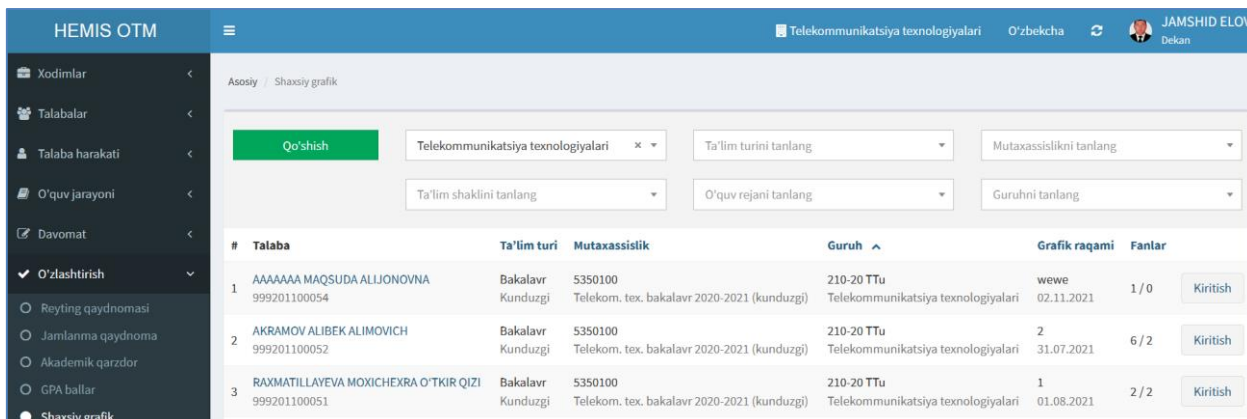 HEMIS OTM
Telekommunikatsiya texnologiyalari O'zbekcha JAMSHID ELOV
Dekan
Xodimlar
Talabalar
Talaba harakati
O'quv jarayoni
Davomat
O'zlashtirish
Reyting qaydnomasi
Jamlanma qaydnoma
Akademik qarzdor
GPA ballar
Shaxsiy grafik
Asosiy / Shaxsiy grafik
Qo'shish Telekommunikatsiya texnologiyalari × Ta'lim turini tanlang Mutaxassislikni tanlang
Ta'lim shaklini tanlang O'quv rejani tanlang Guruhni tanlang
# Talaba Ta'lim turi Mutaxassislik Guruh Grafik raqami Fanlar
1 AAAAAAA MAQSUDA ALIJONOVNA Bakalavr 5350100 210-20 TTu wewe 1 / 0 Kiritish
999201100054 Kunduzgi Telekom. tex. bakalavr 2020-2021 (kunduzgi) Telekommunikatsiya texnologiyalari 02.11.2021
2 AKRAMOV ALIBEK ALIMOVICH Bakalavr 5350100 210-20 TTu 2 6 / 2 Kiritish
999201100052 Kunduzgi Telekom. tex. bakalavr 2020-2021 (kunduzgi) Telekommunikatsiya texnologiyalari 31.07.2021
3 RAXMATILLAYEVA MOXICHEXRA O'TKIR QIZI Bakalavr 5350100 210-20 TTu 1 2 / 2 Kiritish
999201100051 Kunduzgi Telekom. tex. bakalavr 2020-2021 (kunduzgi) Telekommunikatsiya texnologiyalari 01.08.2021